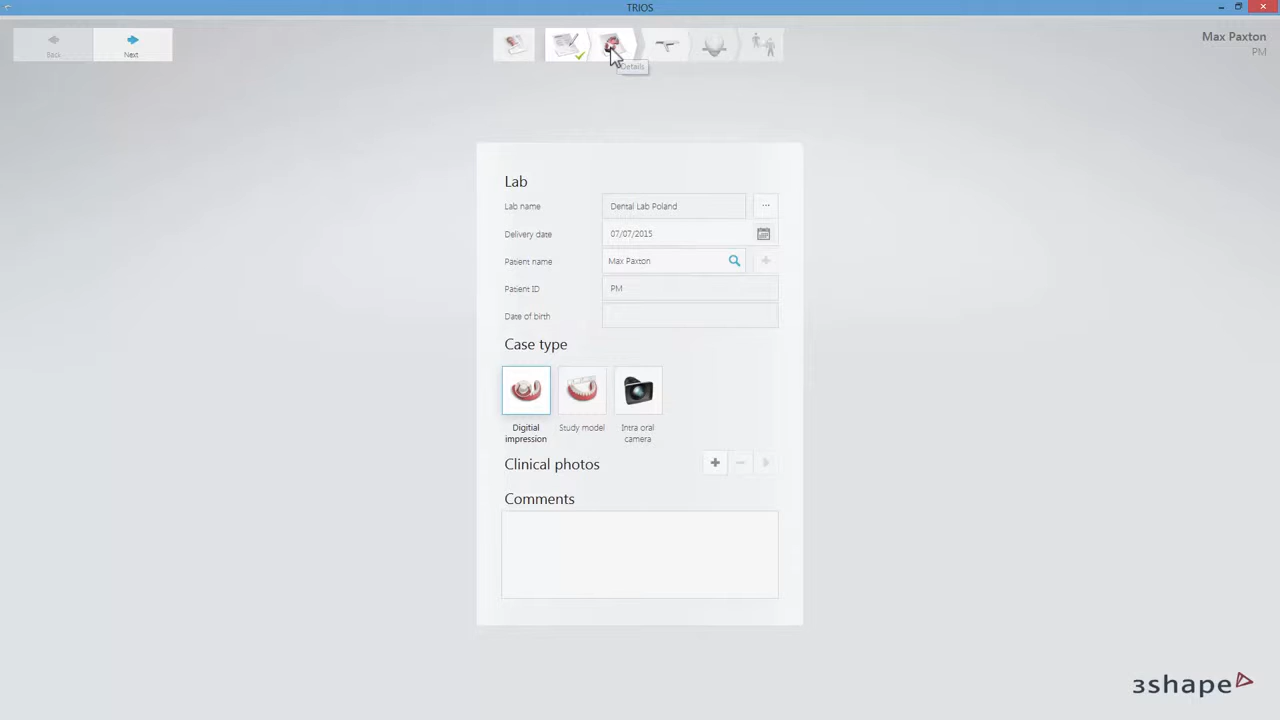 TRIOS
Back
Next
Details
Max Paxton
PM
Lab
Lab name
Dental Lab Poland
...
Delivery date
07/07/2015
Patient name
Max Paxton
Patient ID
PM
Date of birth
Case type
Digitial
impression
Study model
Intra oral
camera
Clinical photos
Comments
3shape